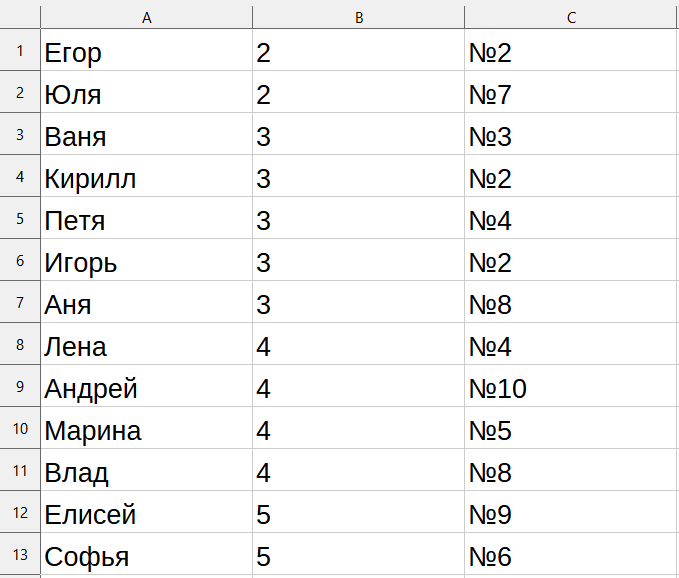 A B C
1 Егор 2 №2
2 Юля 2 №7
3 Ваня 3 №3
4 Кирилл 3 №2
5 Петя 3 №4
6 Игорь 3 №2
7 Аня 3 №8
8 Лена 4 №4
9 Андрей 4 №10
10 Марина 4 №5
11 Влад 4 №8
12 Елисей 5 №9
13 Софья 5 №6